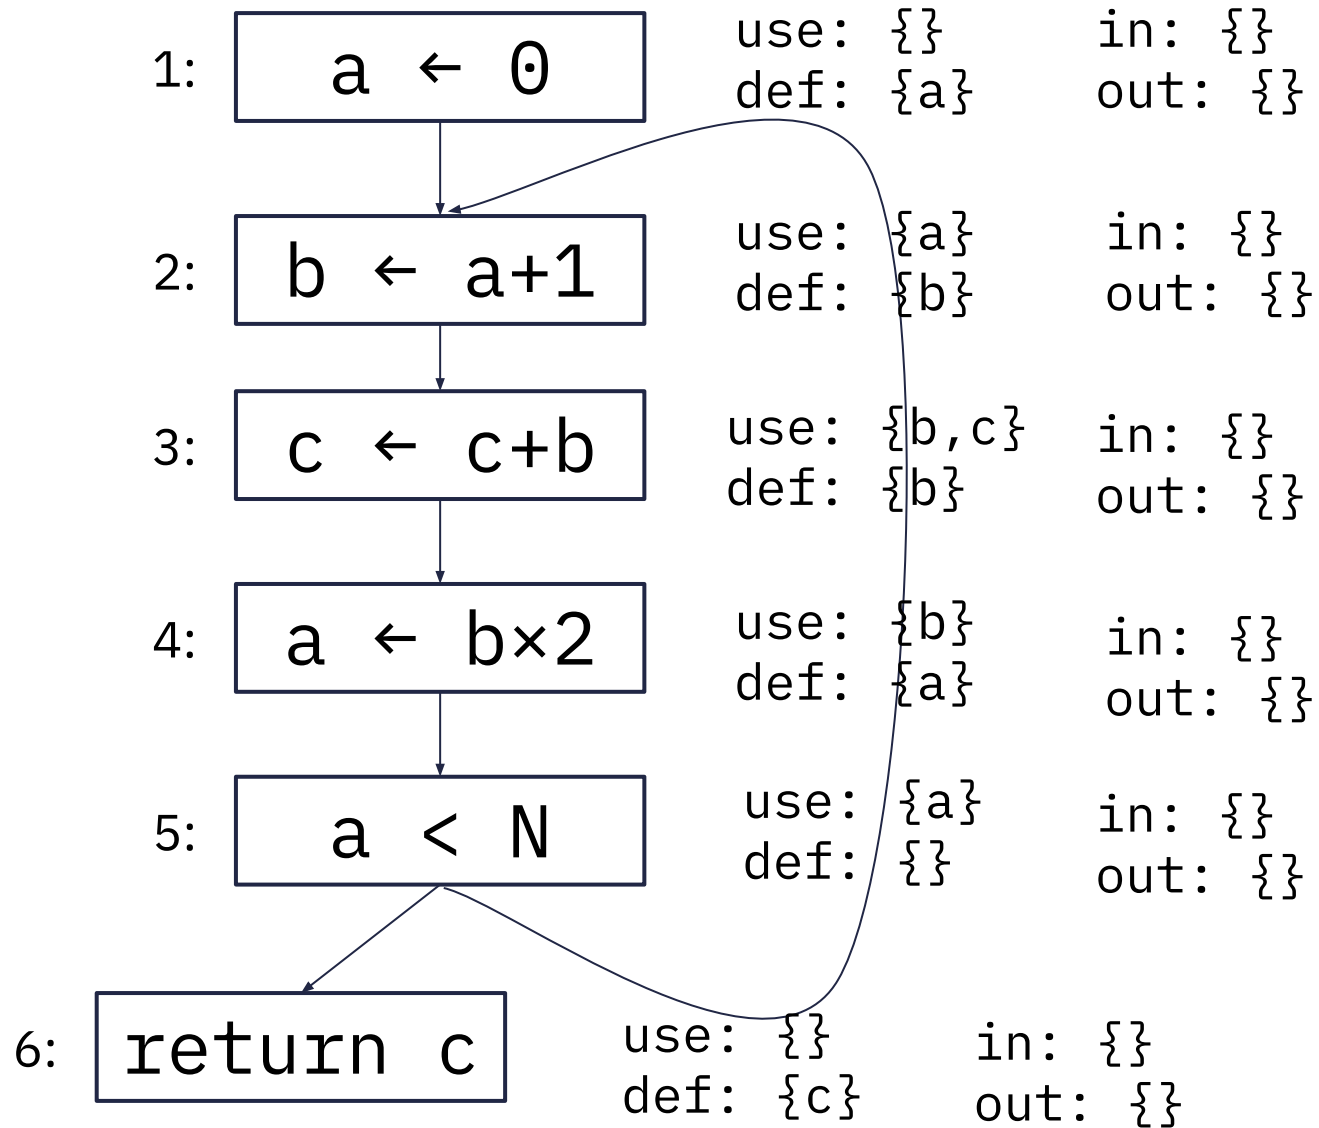 1: a ← 0
use: {} in: {}
def: {a} out: {}
2: b ← a+1
use: {a} in: {}
def: {b} out: {}
3: c ← c+b
use: {b,c} in: {}
def: {b} out: {}
4: a ← b×2
use: {b} in: {}
def: {a} out: {}
5: a < N
use: {a} in: {}
def: {} out: {}
6: return c
use: {} in: {}
def: {c} out: {}